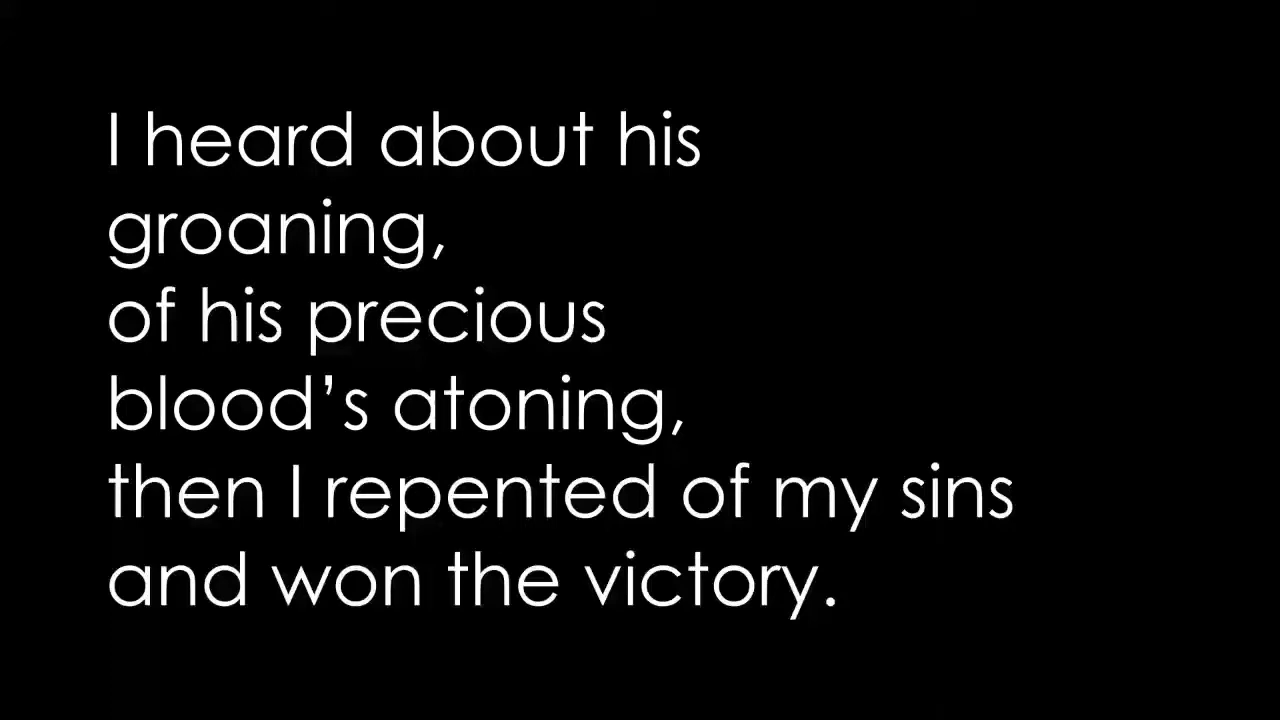 I heard about his
groaning,
of his precious
blood’s atoning,
then I repented of my sins
and won the victory.